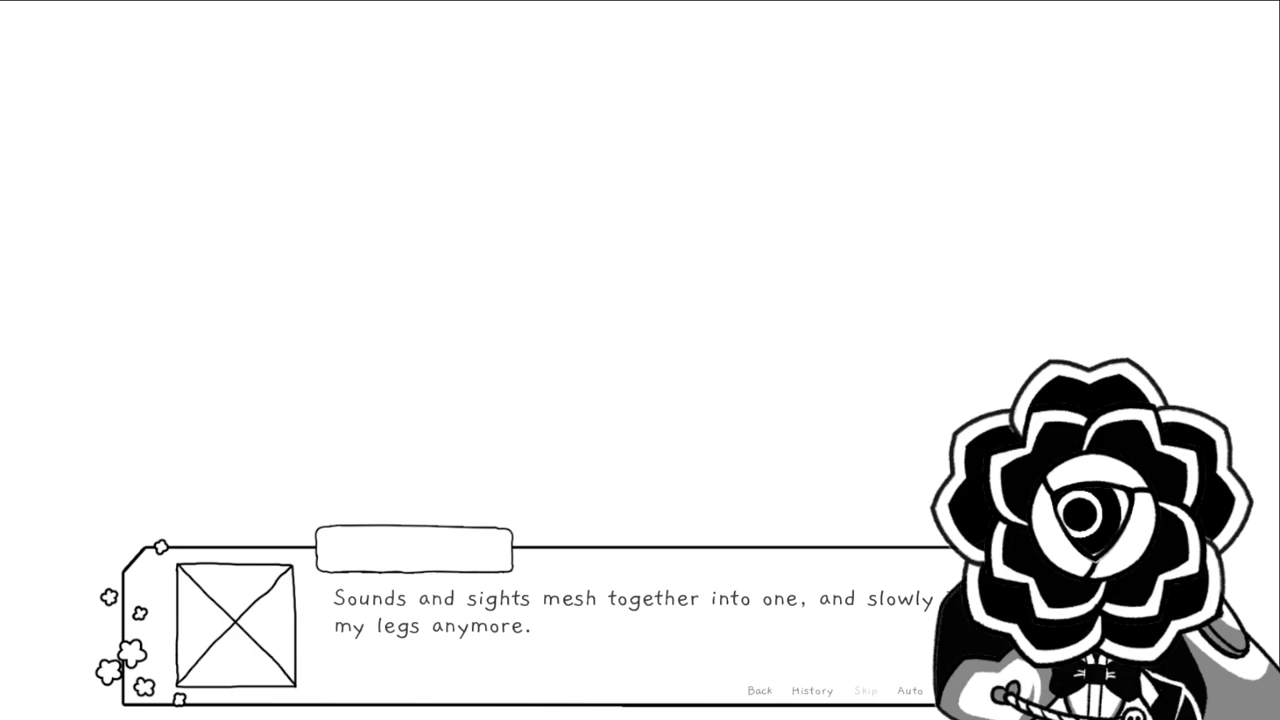 Sounds and sights mesh together into one, and slowly
my legs anymore.
Back History Skip Auto